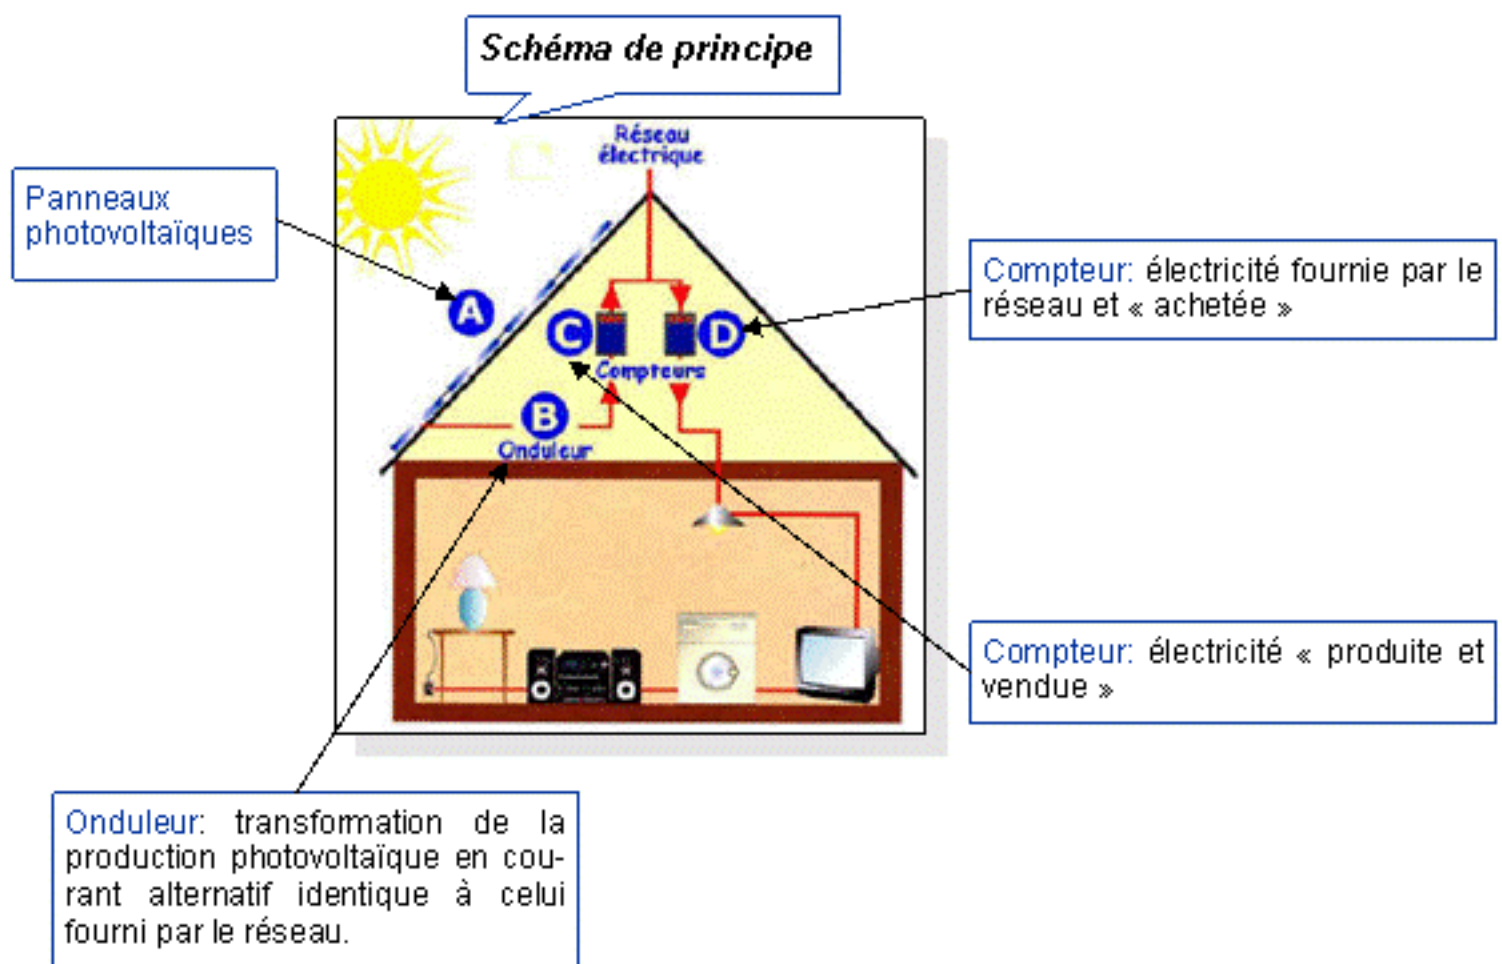 Schéma de principe
Réseau
électrique
Panneaux
photovoltaïques
A
Compteur: électricité fournie par le
réseau et « achetée »
C
D
Compteurs
B
Onduleur
Compteur: électricité « produite et
vendue »
Onduleur: transformation de la
production photovoltaïque en cou-
rant alternatif identique à celui
fourni par le réseau.